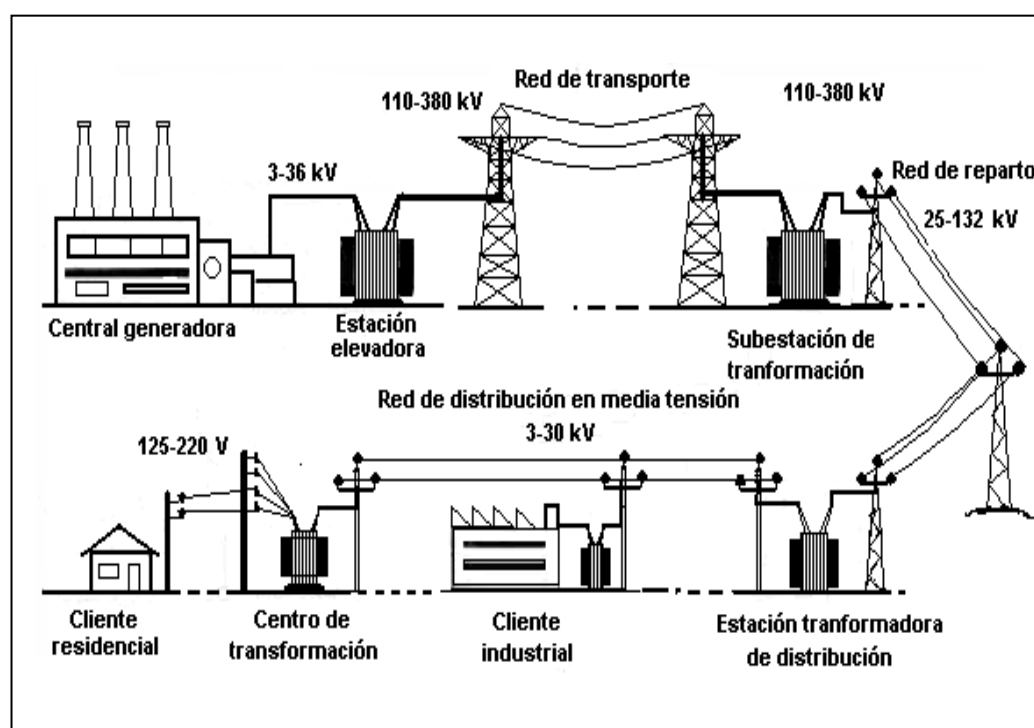 Red de transporte
110-380 kV
110-380 kV
3-36 kV
Red de reparto
25-132 kV
Central generadora
Estación
elevadora
Subestación de
tranformación
Red de distribución en media tensión
3-30 kV
125-220 V
Cliente
residencial
Centro de
transformación
Cliente
industrial
Estación tranformadora
de distribución